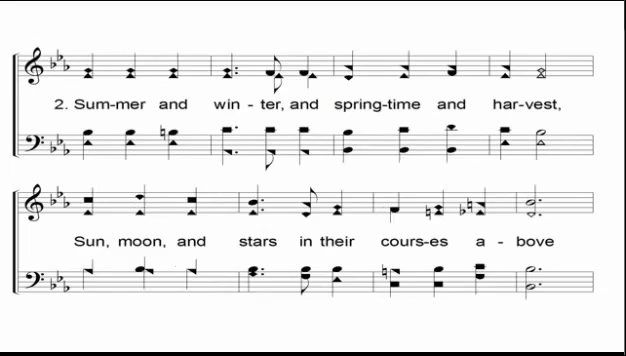 2. Sum-mer and win - ter, and spring-time and har-vest,
Sun, moon, and stars in their cours-es a - bove